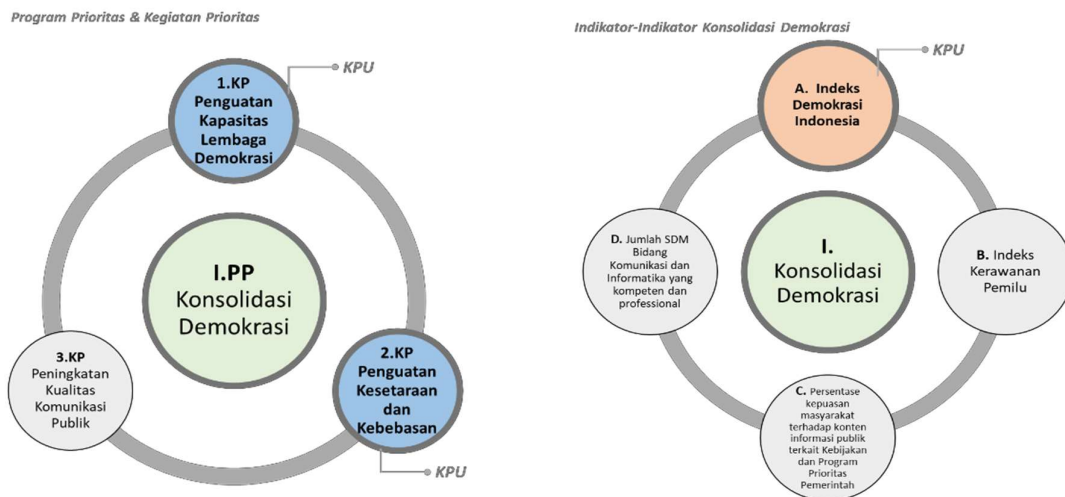 Program Prioritas & Kegiatan Prioritas
KPU
1.KP
Penguatan
Kapasitas
Lembaga
Demokrasi
I.PP
Konsolidasi
Demokrasi
3.KP
Peningkatan
Kualitas
Komunikasi
Publik
2.KP
Penguatan
Kesetaraan
dan
Kebebasan
KPU
Indikator-Indikator Konsolidasi Demokrasi
KPU
A. Indeks
Demokrasi
Indonesia
D. Jumlah SDM
Bidang
Komunikasi dan
Informatika yang
kompeten dan
professional
I.
Konsolidasi
Demokrasi
B. Indeks
Kerawanan
Pemilu
C. Persentase
kepuasan
masyarakat
terhadap konten
informasi publik
terkait Kebijakan
dan Program
Prioritas
Pemerintah